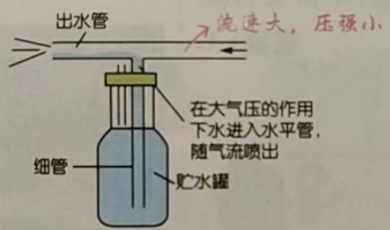 出水管
流速大，压强小
在大气压的作用
下水进入水平管，
随气流喷出
细管
贮水罐